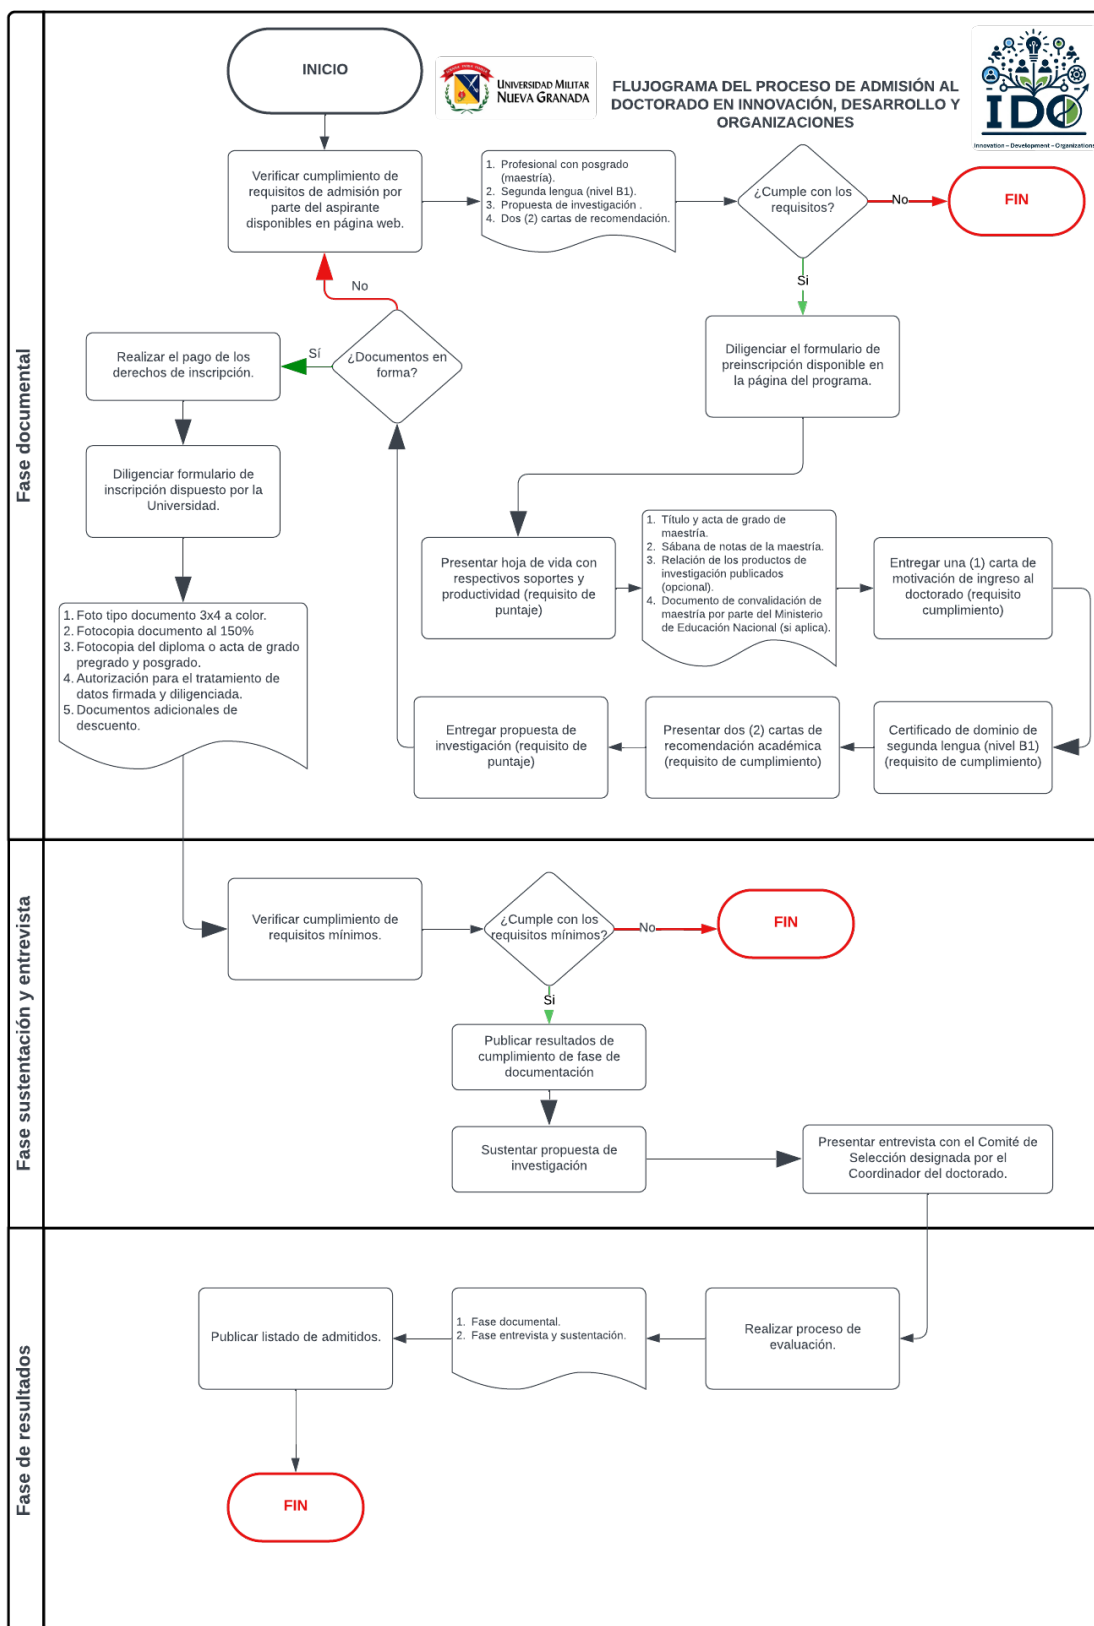 INICIO
UNIVERSIDAD MILITAR
NUEVA GRANADA
FLUJOGRAMA DEL PROCESO DE ADMISIÓN AL
DOCTORADO EN INNOVACIÓN, DESARROLLO Y
ORGANIZACIONES
IDO
Innovation – Development – Organizations
Fase documental
Verificar cumplimiento de
requisitos de admisión por
parte del aspirante
disponibles en página web.
1. Profesional con posgrado
(maestría).
2. Segunda lengua (nivel B1).
3. Propuesta de investigación .
4. Dos (2) cartas de recomendación.
¿Cumple con los
requisitos?
No
FIN
Si
Diligenciar el formulario de
preinscripción disponible en
la página del programa.
No
¿Documentos en
forma?
Sí
Realizar el pago de los
derechos de inscripción.
Diligenciar formulario de
inscripción dispuesto por la
Universidad.
Presentar hoja de vida con
respectivos soportes y
productividad (requisito de
puntaje)
1. Título y acta de grado de
maestría.
2. Sábana de notas de la maestría.
3. Relación de los productos de
investigación publicados
(opcional).
4. Documento de convalidación de
maestría por parte del Ministerio
de Educación Nacional (si aplica).
Entregar una (1) carta de
motivación de ingreso al
doctorado (requisito
cumplimiento)
1. Foto tipo documento 3x4 a color.
2. Fotocopia documento al 150%
3. Fotocopia del diploma o acta de grado
pregrado y posgrado.
4. Autorización para el tratamiento de
datos firmada y diligenciada.
5. Documentos adicionales de
descuento.
Entregar propuesta de
investigación (requisito de
puntaje)
Presentar dos (2) cartas de
recomendación académica
(requisito de cumplimiento)
Certificado de dominio de
segunda lengua (nivel B1)
(requisito de cumplimiento)
Fase sustentación y entrevista
Verificar cumplimiento de
requisitos mínimos.
¿Cumple con los
requisitos mínimos?
No
FIN
Si
Publicar resultados de
cumplimiento de fase de
documentación
Sustentar propuesta de
investigación
Presentar entrevista con el Comité de
Selección designada por el
Coordinador del doctorado.
Fase de resultados
Publicar listado de admitidos.
1. Fase documental.
2. Fase entrevista y sustentación.
Realizar proceso de
evaluación.
FIN